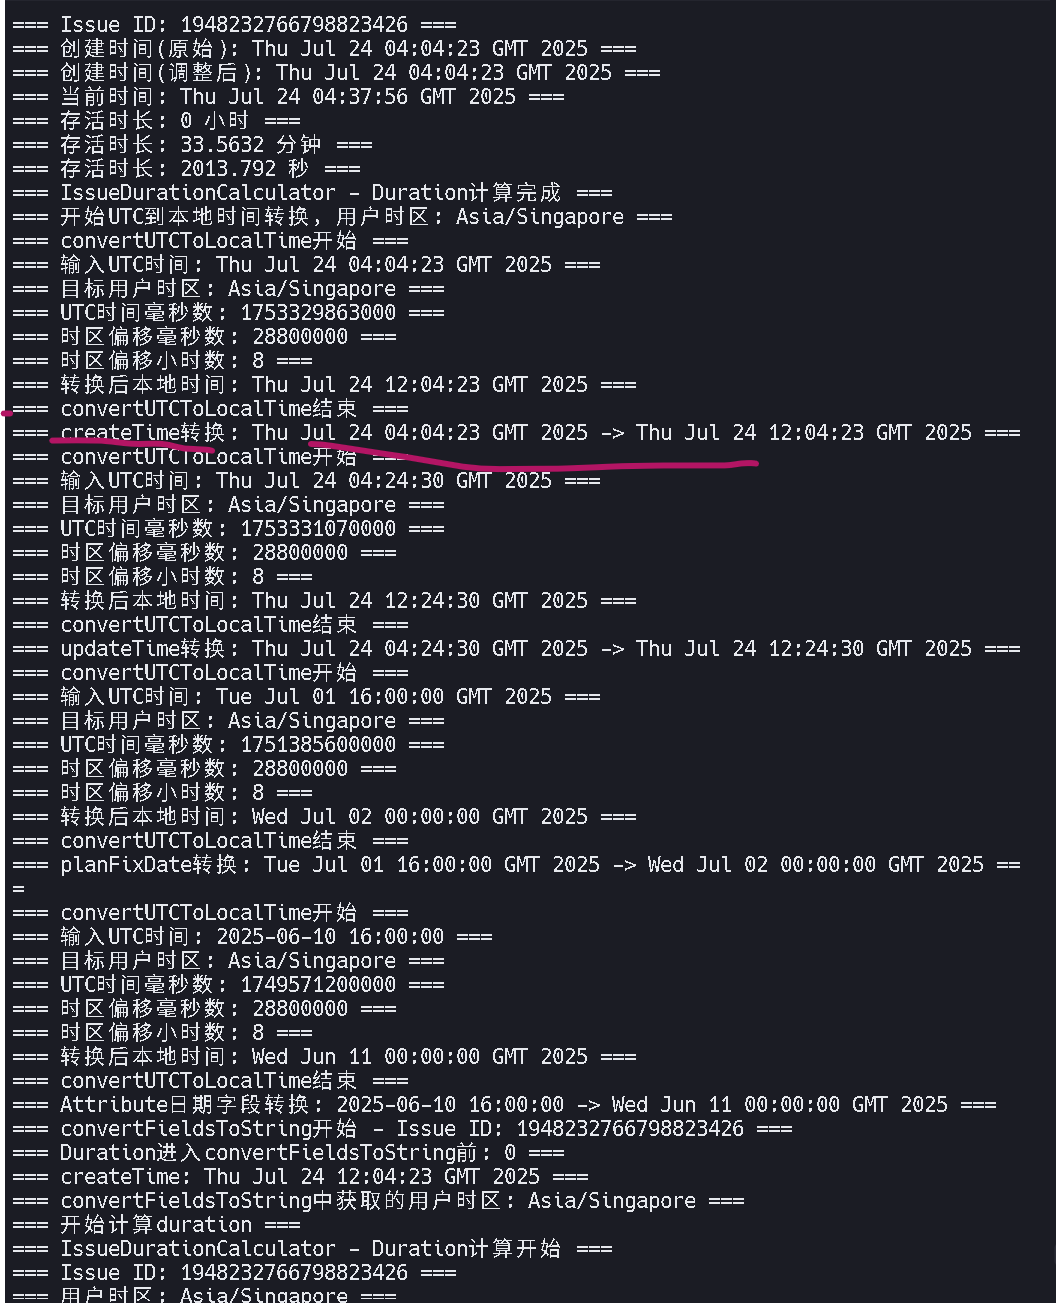 === Issue ID: 1948232766798823426 ===
=== 创建时间(原始): Thu Jul 24 04:04:23 GMT 2025 ===
=== 创建时间(调整后): Thu Jul 24 04:04:23 GMT 2025 ===
=== 当前时间: Thu Jul 24 04:37:56 GMT 2025 ===
=== 存活时长: 0 小时 ===
=== 存活时长: 33.5632 分钟 ===
=== 存活时长: 2013.792 秒 ===
=== IssueDurationCalculator - Duration计算完成 ===
=== 开始UTC到本地时间转换，用户时区: Asia/Singapore ===
=== convertUTCToLocalTime开始 ===
=== 输入UTC时间: Thu Jul 24 04:04:23 GMT 2025 ===
=== 目标用户时区: Asia/Singapore ===
=== UTC时间毫秒数: 1753329863000 ===
=== 时区偏移毫秒数: 28800000 ===
=== 时区偏移小时数: 8 ===
=== 转换后本地时间: Thu Jul 24 12:04:23 GMT 2025 ===
=== convertUTCToLocalTime结束 ===
=== createTime转换: Thu Jul 24 04:04:23 GMT 2025 -> Thu Jul 24 12:04:23 GMT 2025 ===
=== convertUTCToLocalTime开始 ===
=== 输入UTC时间: Thu Jul 24 04:24:30 GMT 2025 ===
=== 目标用户时区: Asia/Singapore ===
=== UTC时间毫秒数: 1753331070000 ===
=== 时区偏移毫秒数: 28800000 ===
=== 时区偏移小时数: 8 ===
=== 转换后本地时间: Thu Jul 24 12:24:30 GMT 2025 ===
=== convertUTCToLocalTime结束 ===
=== updateTime转换: Thu Jul 24 04:24:30 GMT 2025 -> Thu Jul 24 12:24:30 GMT 2025 ===
=== convertUTCToLocalTime开始 ===
=== 输入UTC时间: Tue Jul 01 16:00:00 GMT 2025 ===
=== 目标用户时区: Asia/Singapore ===
=== UTC时间毫秒数: 1751385600000 ===
=== 时区偏移毫秒数: 28800000 ===
=== 时区偏移小时数: 8 ===
=== 转换后本地时间: Wed Jul 02 00:00:00 GMT 2025 ===
=== convertUTCToLocalTime结束 ===
=== planFixDate转换: Tue Jul 01 16:00:00 GMT 2025 -> Wed Jul 02 00:00:00 GMT 2025 ==
=
=== convertUTCToLocalTime开始 ===
=== 输入UTC时间: 2025-06-10 16:00:00 ===
=== 目标用户时区: Asia/Singapore ===
=== UTC时间毫秒数: 1749571200000 ===
=== 时区偏移毫秒数: 28800000 ===
=== 时区偏移小时数: 8 ===
=== 转换后本地时间: Wed Jun 11 00:00:00 GMT 2025 ===
=== convertUTCToLocalTime结束 ===
=== Attribute日期字段转换: 2025-06-10 16:00:00 -> Wed Jun 11 00:00:00 GMT 2025 ===
=== convertFieldsToString开始 - Issue ID: 1948232766798823426 ===
=== Duration进入convertFieldsToString前: 0 ===
=== createTime: Thu Jul 24 12:04:23 GMT 2025 ===
=== convertFieldsToString中获取的用户时区: Asia/Singapore ===
=== 开始计算duration ===
=== IssueDurationCalculator - Duration计算开始 ===
=== Issue ID: 1948232766798823426 ===
=== 用户时区: Asia/Singapore ===